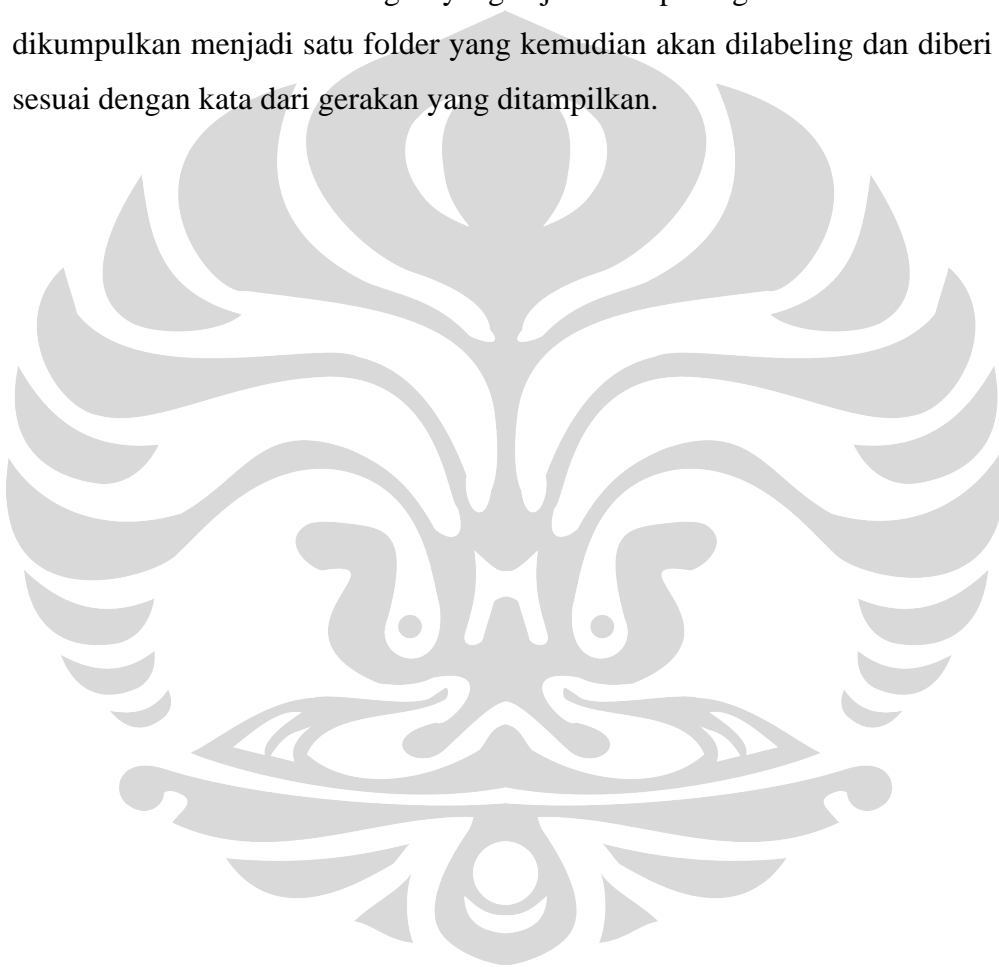 dikumpulkan menjadi satu folder yang kemudian akan dilabeling dan diberi
sesuai dengan kata dari gerakan yang ditampilkan.